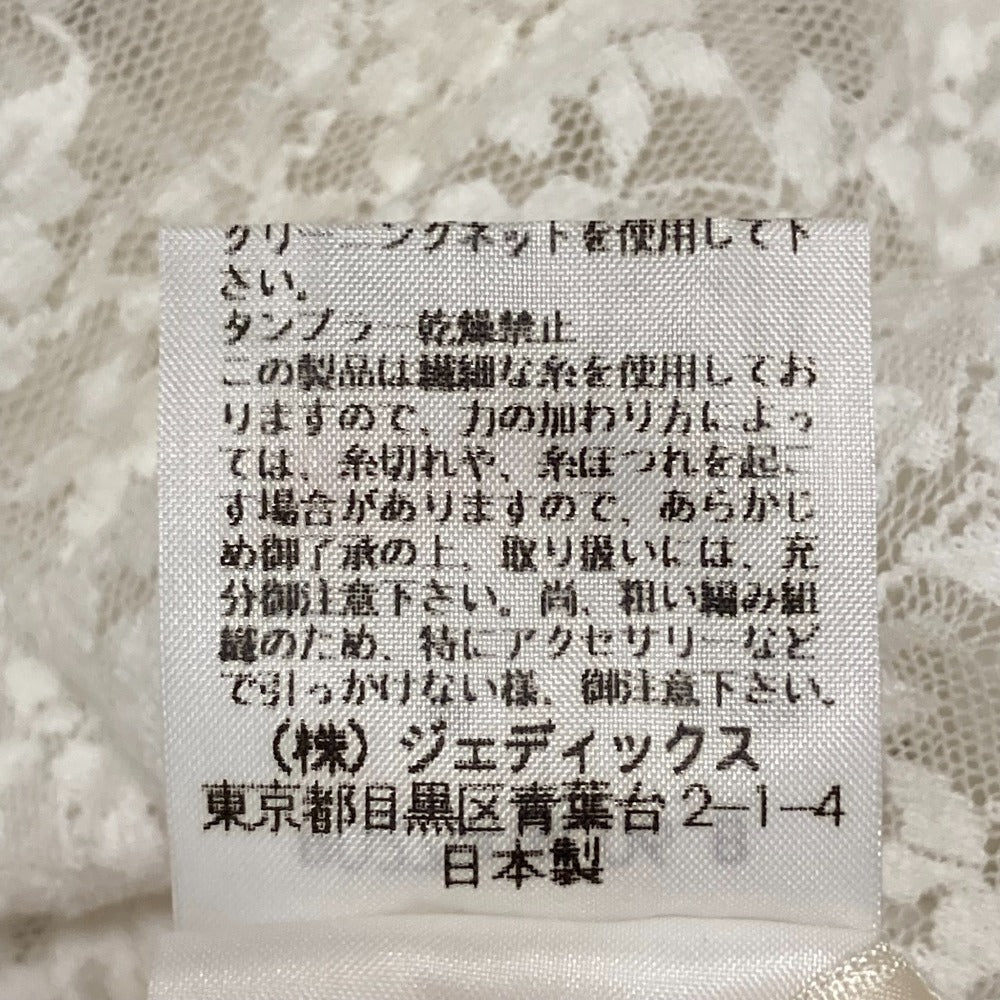 クリーニングネットを使用して下
さい。
タンブラー乾燥禁止
この製品は繊細な糸を使用してお
りますので、力の加わり方によっ
ては、糸切れや、糸ほつれを起こ
す場合がありますので、あらかじ
め御了承の上、取り扱いには、充
分御注意下さい。尚、粗い編み組
織のため、特にアクセサリーなど
で引っかけない様、御注意下さい。
(株)ジェディックス
東京都目黒区青葉台2-1-4
日本製